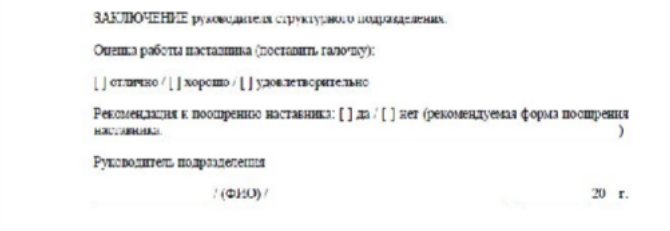 ЗАКЛЮЧЕНИЕ руководителя структурного подразделения.
Оценка работы наставника (поставить галочку):
[ ] отлично / [ ] хорошо / [ ] удовлетворительно
Рекомендация к поощрению наставника: [ ] да / [ ] нет (рекомендуемая форма поощрения
наставника. )
Руководитель подразделения
/ (ФИО) / 20 г.